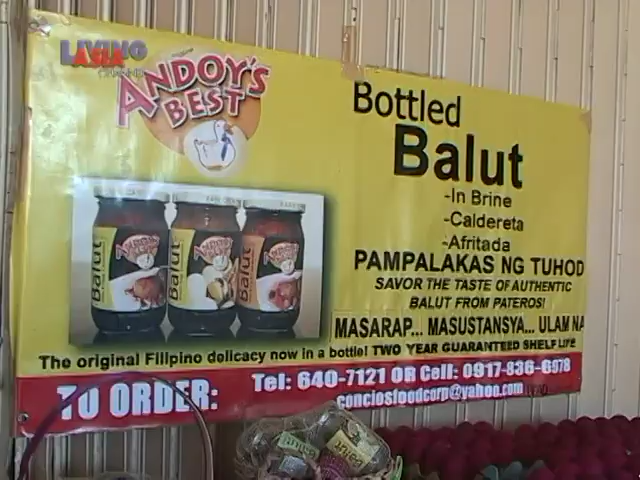 LIVING
ASIA
CHANNEL
ANDOY'S
BEST
Bottled
Balut
-In Brine
-Caldereta
-Afritada
PAMPALAKAS NG TUHOD
SAVOR THE TASTE OF AUTHENTIC
BALUT FROM PATEROS!
MASARAP... MASUSTANSYA... ULAM NA
Balut
Balut
Balut
The original Filipino delicacy now in a bottle! TWO YEAR GUARANTEED SHELF LIFE
TO ORDER:
Tel: 640-7121 OR Cell: 0917-836-6978
conciosfoodcorp@yahoo.com